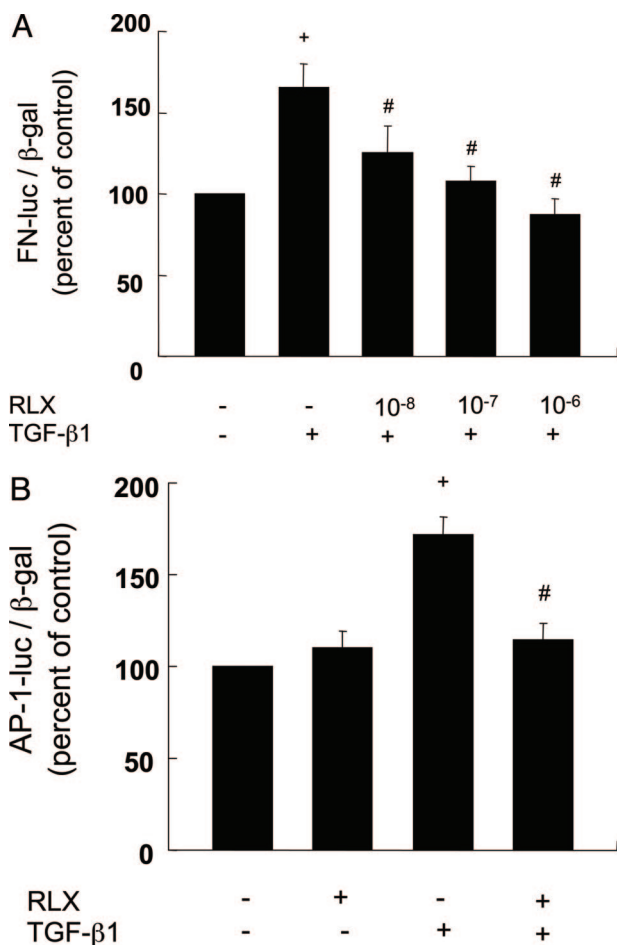 A
FN-luc / β-gal
(percent of control)
200
150
100
50
0
+
#
#
#
RLX - - 10⁻⁸ 10⁻⁷ 10⁻⁶
TGF-β1 - + + + +
B
AP-1-luc / β-gal
(percent of control)
200
150
100
50
0
+
#
RLX - + - +
TGF-β1 - - + +